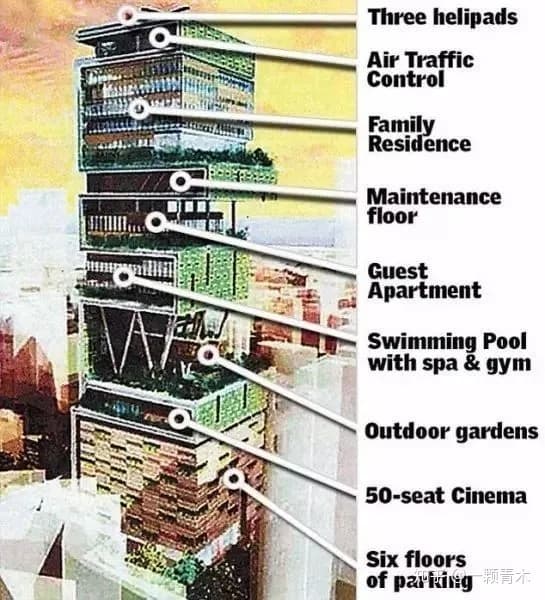 Three helipads
Air Traffic
Control
Family
Residence
Maintenance
floor
Guest
Apartment
Swimming Pool
with spa & gym
Outdoor gardens
50-seat Cinema
Six floors
of parking
知乎 @一颗青木